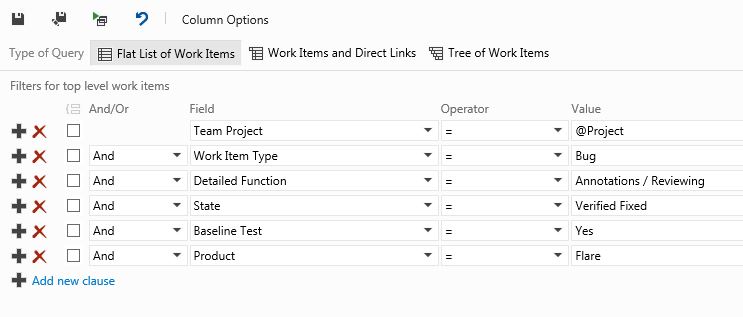 Column Options
Type of Query Flat List of Work Items Work Items and Direct Links Tree of Work Items
Filters for top level work items
And/Or Field Operator Value
Team Project = @Project
And Work Item Type = Bug
And Detailed Function = Annotations / Reviewing
And State = Verified Fixed
And Baseline Test = Yes
And Product = Flare
Add new clause